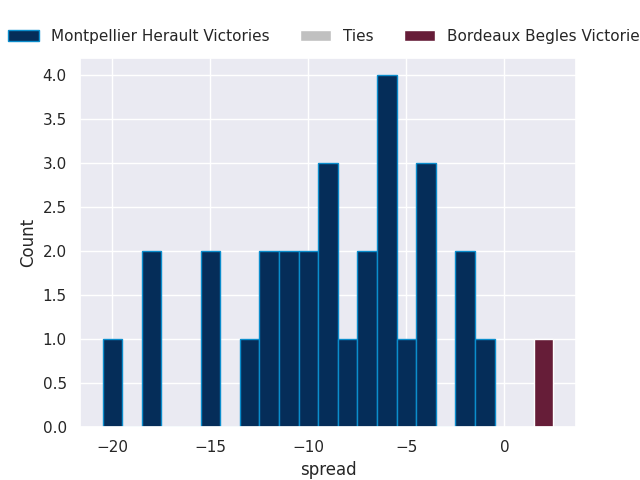 Montpellier Herault Victories Ties Bordeaux Begles Victorie
4.0
3.5
3.0
2.5
2.0
1.5
1.0
0.5
0.0
Count
−20 −15 −10 −5 0
spread